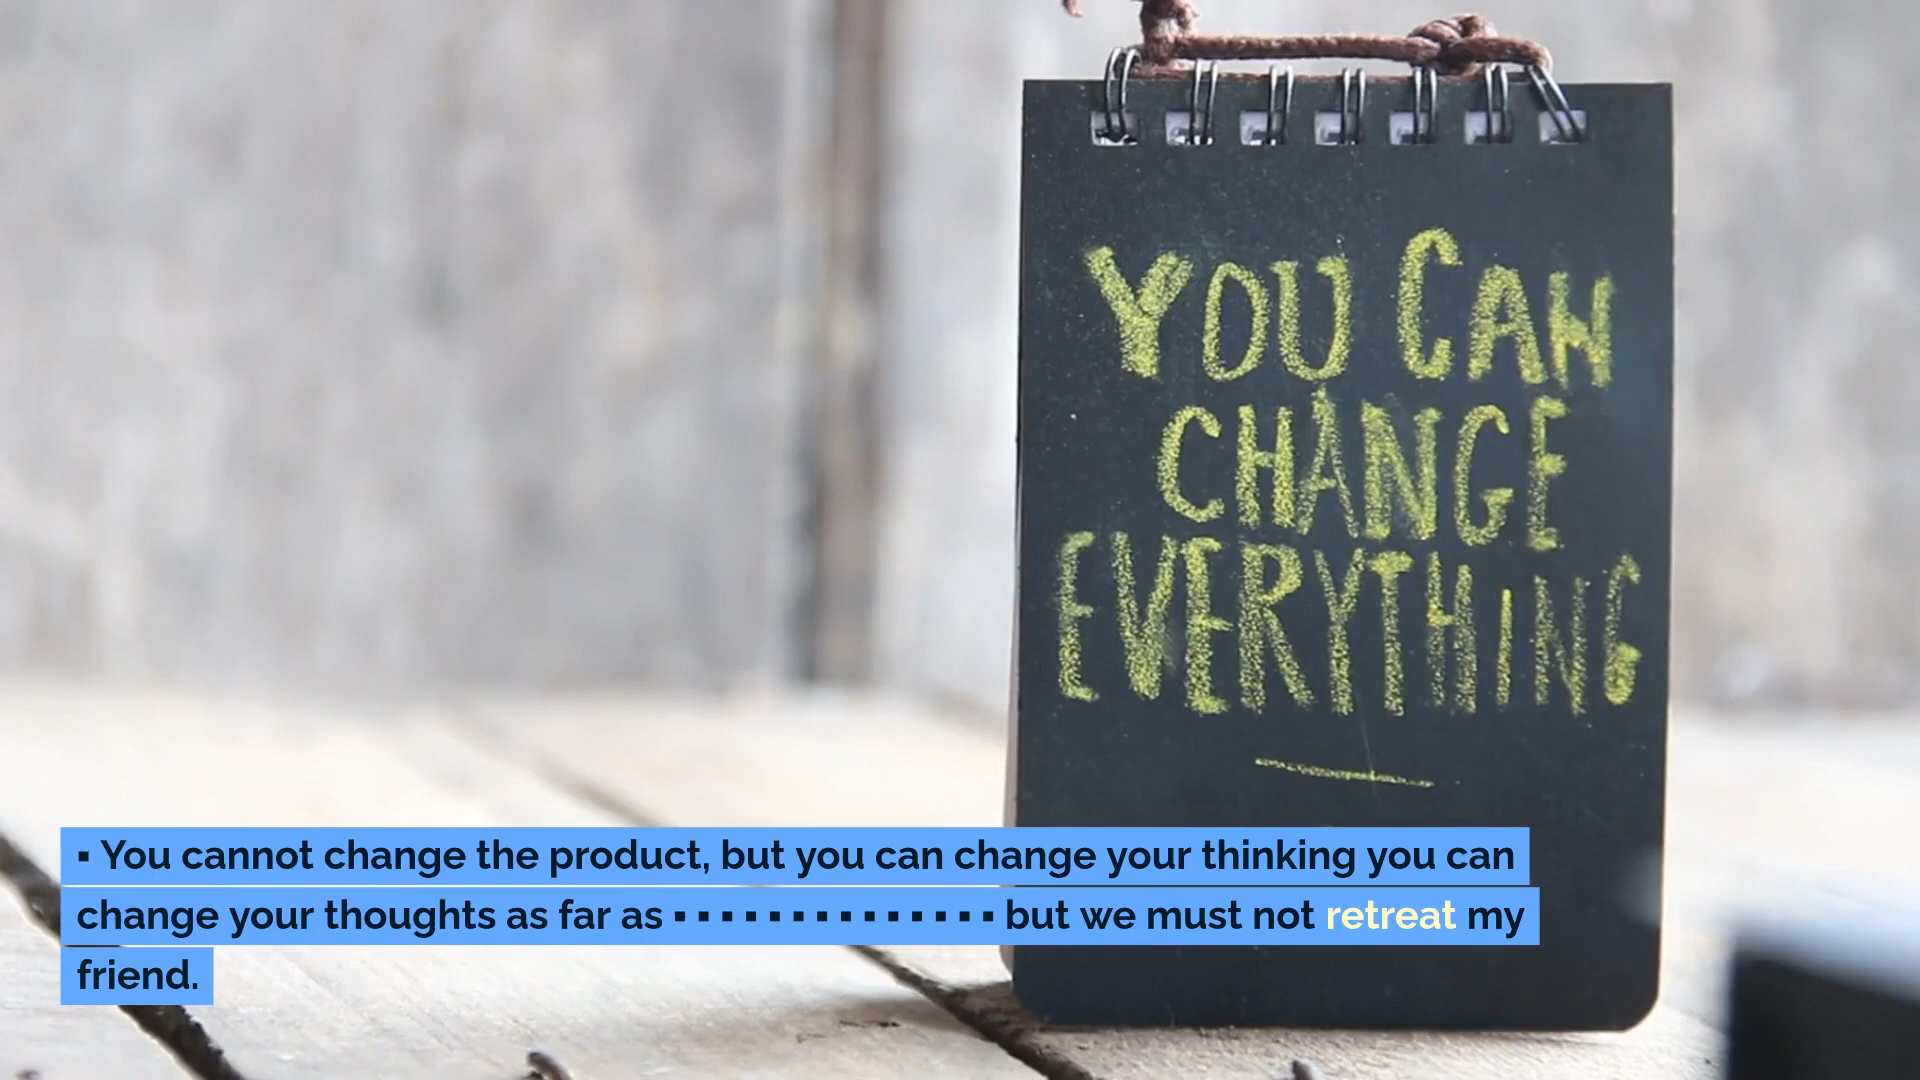 YOU CAN
CHANGE
EVERYTHING
▪ You cannot change the product, but you can change your thinking you can
change your thoughts as far as ▪ ▪ ▪ ▪ ▪ ▪ ▪ ▪ ▪ ▪ ▪ ▪ ▪ ▪ but we must not retreat my
friend.